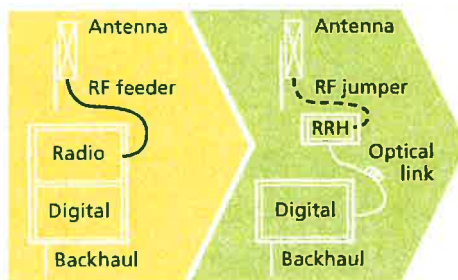 Antenna
RF feeder
Radio
Digital
Backhaul
Antenna
RF jumper
RRH
Optical
link
Digital
Backhaul